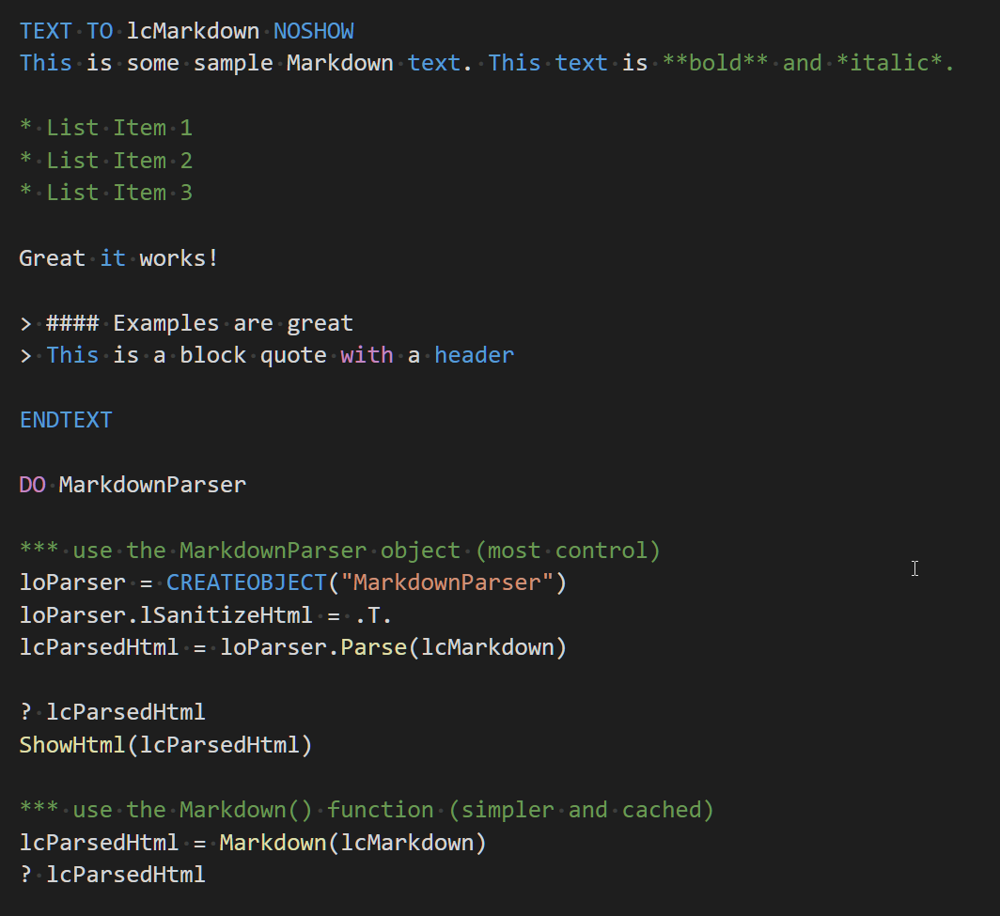 TEXT TO lcMarkdown NOSHOW
This is some sample Markdown text. This text is **bold** and *italic*.
* List Item 1
* List Item 2
* List Item 3
Great it works!
> #### Examples are great
> This is a block quote with a header
ENDTEXT
DO MarkdownParser
*** use the MarkdownParser object (most control)
loParser = CREATEOBJECT("MarkdownParser")
loParser.lSanitizeHtml = .T.
lcParsedHtml = loParser.Parse(lcMarkdown)
? lcParsedHtml
ShowHtml(lcParsedHtml)
*** use the Markdown() function (simpler and cached)
lcParsedHtml = Markdown(lcMarkdown)
? lcParsedHtml